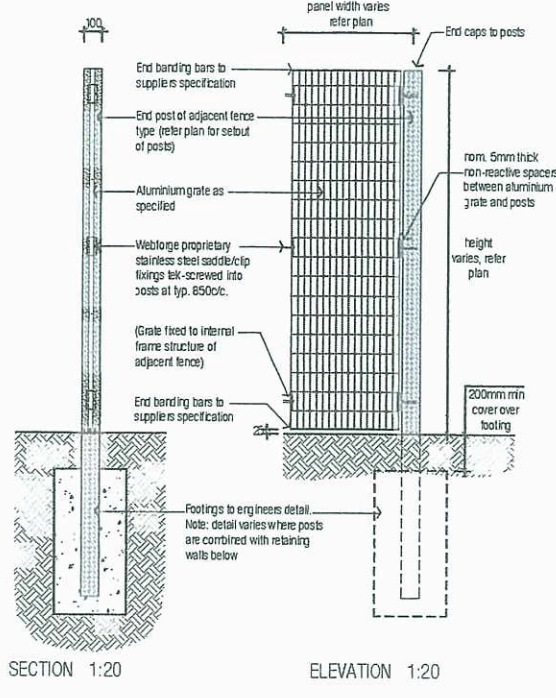 100
panel width varies
refer plan
End caps to posts
End banding bars to
suppliers specification
End post of adjacent fence
type (refer plan for setout
of posts)
nom. 5mm thick
non-reactive spacers
between aluminium
grate and posts
Aluminium grate as
specified
Webforge proprietary
stainless steel saddle/clip
fixings tek-screwed into
posts at typ. 850c/c.
height
varies, refer
plan
(Grate fixed to internal
frame structure of
adjacent fence)
End banding bars to
suppliers specification
200mm min
cover over
footing
25
Footings to engineers detail.
Note: detail varies where posts
are combined with retaining
walls below
SECTION 1:20
ELEVATION 1:20